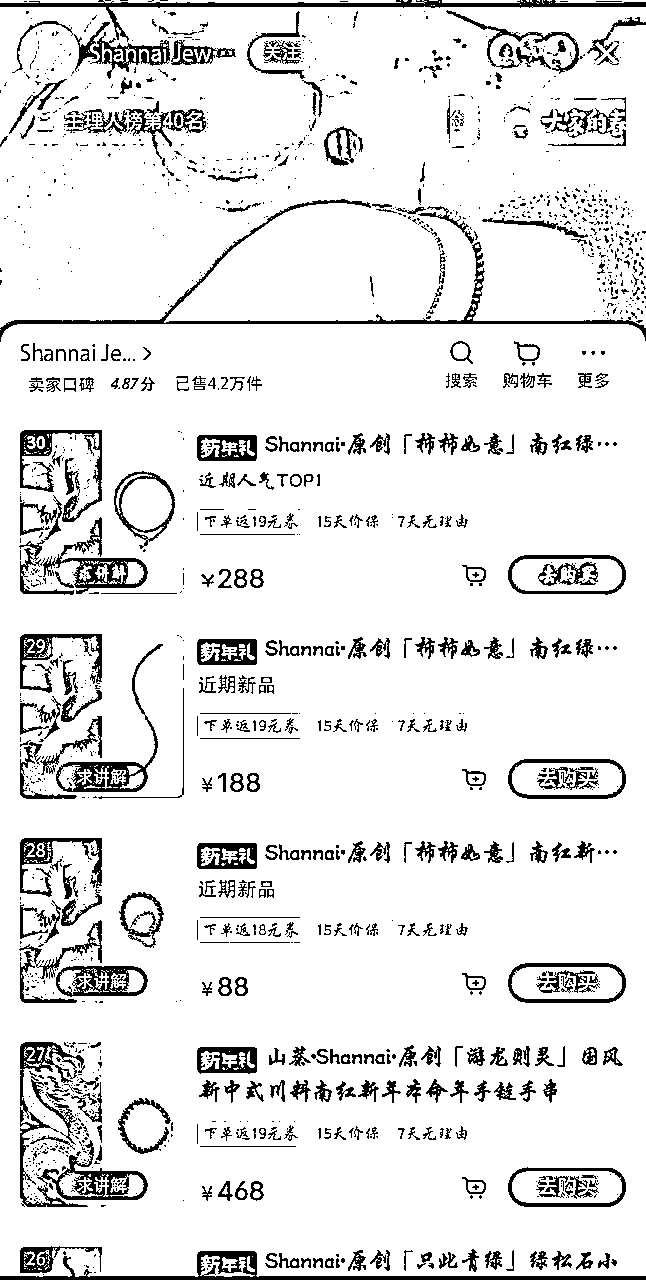 Shannai Jew...
关注
主理人榜第40名
大家的春
Shannai Je... >
搜索
购物车
更多
卖家口碑 4.87分 已售4.2万件
30
新年礼 Shannai·原创「柿柿如意」南红绿…
近期人气TOP1
下单返19元券 15天价保 7天无理由
求讲解
¥288
去购买
29
新年礼 Shannai·原创「柿柿如意」南红绿…
近期新品
下单返19元券 15天价保 7天无理由
求讲解
¥188
去购买
28
新年礼 Shannai·原创「柿柿如意」南红新…
近期新品
下单返18元券 15天价保 7天无理由
求讲解
¥88
去购买
27
新年礼 山萘·Shannai·原创「游龙则灵」国风
新中式川料南红新年本命年手链手串
下单返19元券 15天价保 7天无理由
求讲解
¥468
去购买
26
新年礼 Shannai·原创「只此青绿」绿松石小